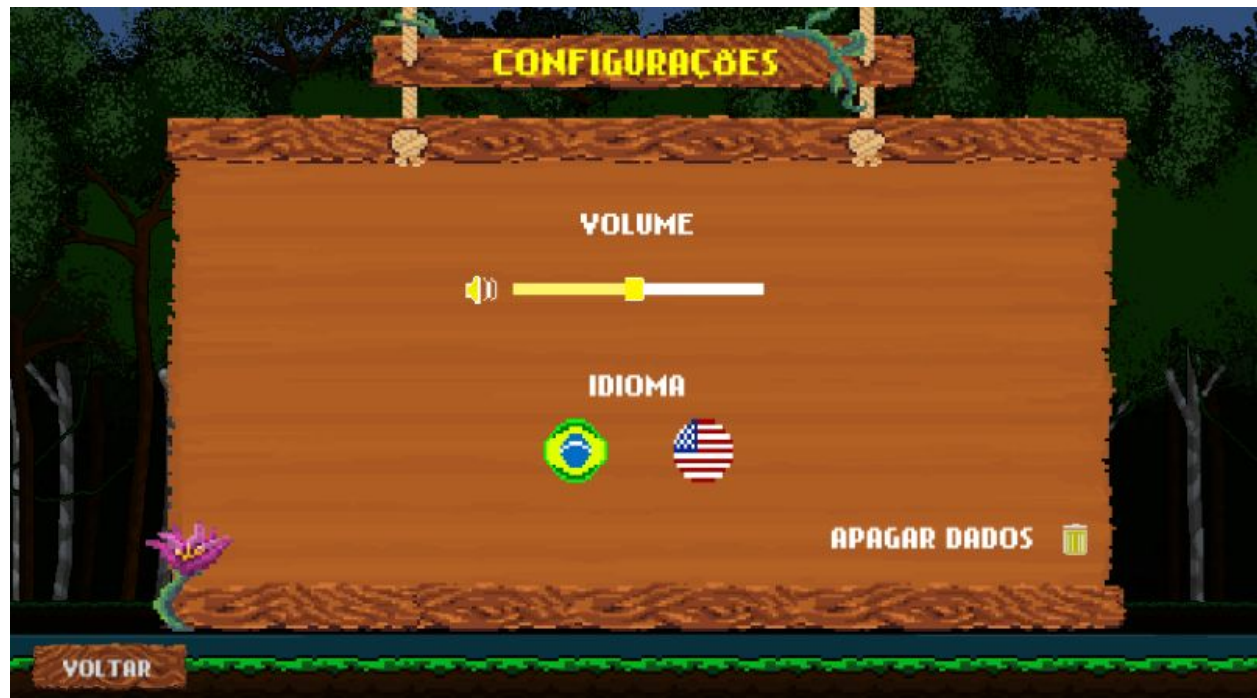 CONFIGURAÇÕES
VOLUME
IDIOMA
APAGAR DADOS
VOLTAR